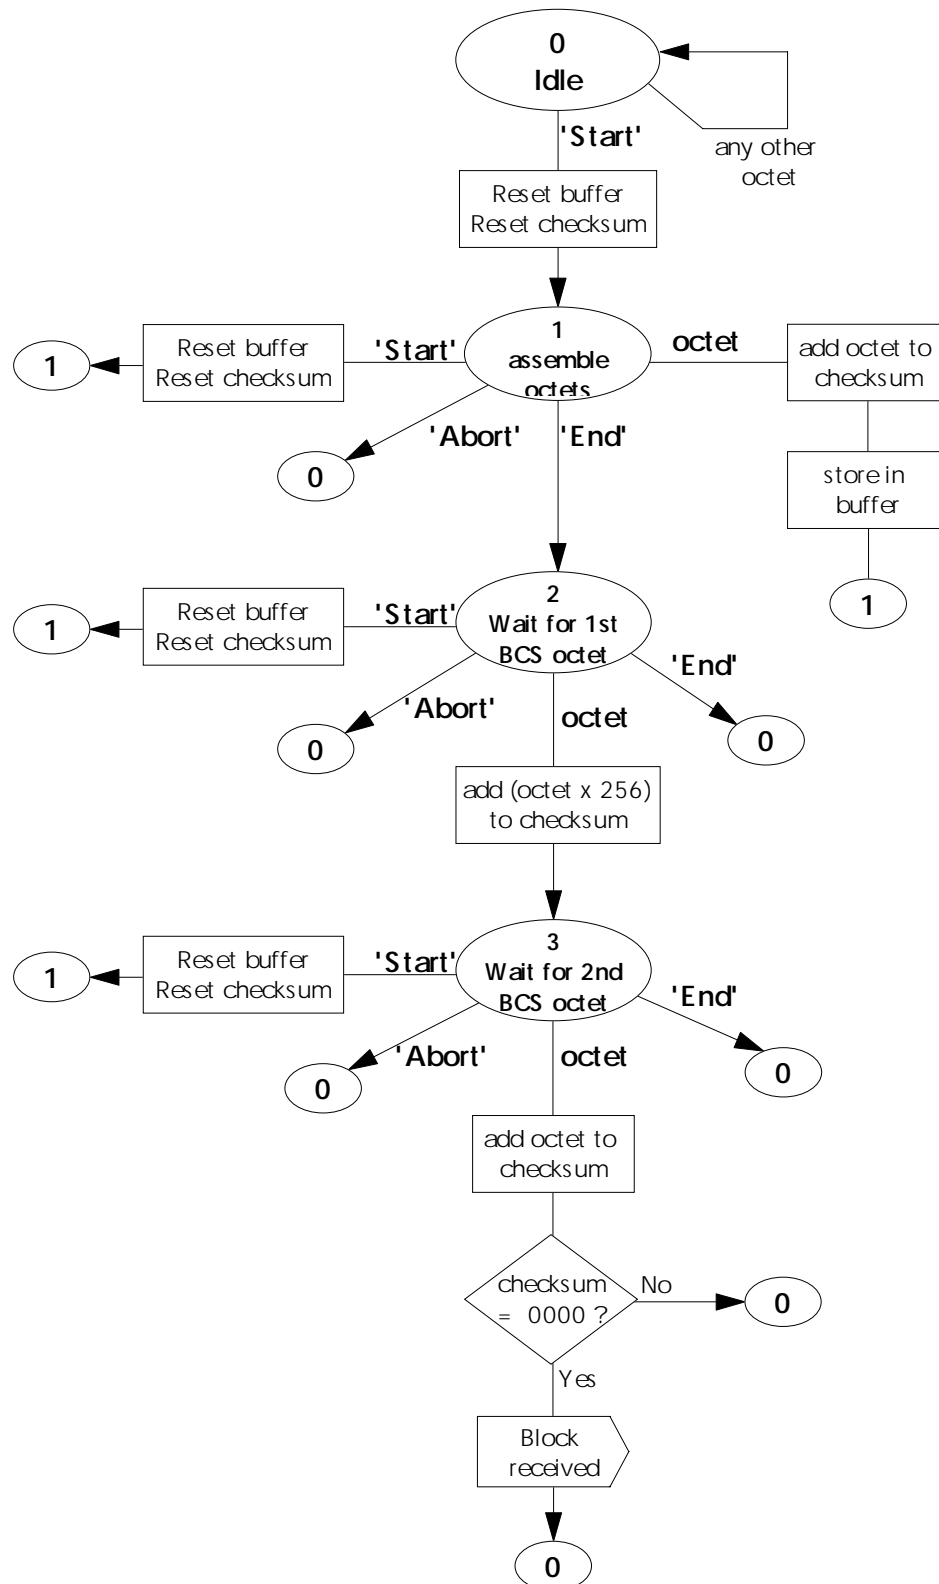 0
Idle
'Start'
any other
octet
Reset buffer
Reset checksum
1
assemble
octets
'Start'
Reset buffer
Reset checksum
1
octet
add octet to
checksum
'Abort'
'End'
0
store in
buffer
1
2
Wait for 1st
BCS octet
'Start'
Reset buffer
Reset checksum
1
'End'
'Abort'
octet
0
0
add (octet x 256)
to checksum
3
Wait for 2nd
BCS octet
'Start'
Reset buffer
Reset checksum
1
'End'
'Abort'
octet
0
0
add octet to
checksum
checksum
= 0000 ?
No
0
Yes
Block
received
0